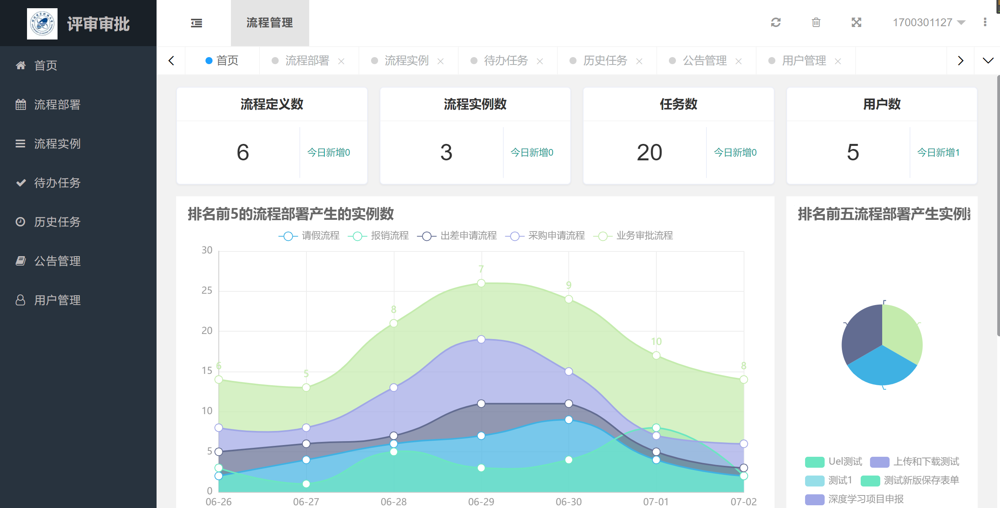 评审审批
流程管理
1700301127
首页
流程部署
流程实例
待办任务
历史任务
公告管理
用户管理
首页
流程部署
流程实例
待办任务
历史任务
公告管理
用户管理
流程定义数
6
今日新增0
流程实例数
3
今日新增0
任务数
20
今日新增0
用户数
5
今日新增1
排名前5的流程部署产生的实例数
请假流程 报销流程 出差申请流程 采购申请流程 业务审批流程
30
25
20
15
10
5
0
6
5
8
7
9
10
8
06-26 06-27 06-28 06-29 06-30 07-01 07-02
排名前五流程部署产生实例
Uel测试 上传和下载测试
测试1 测试新版保存表单
深度学习项目申报